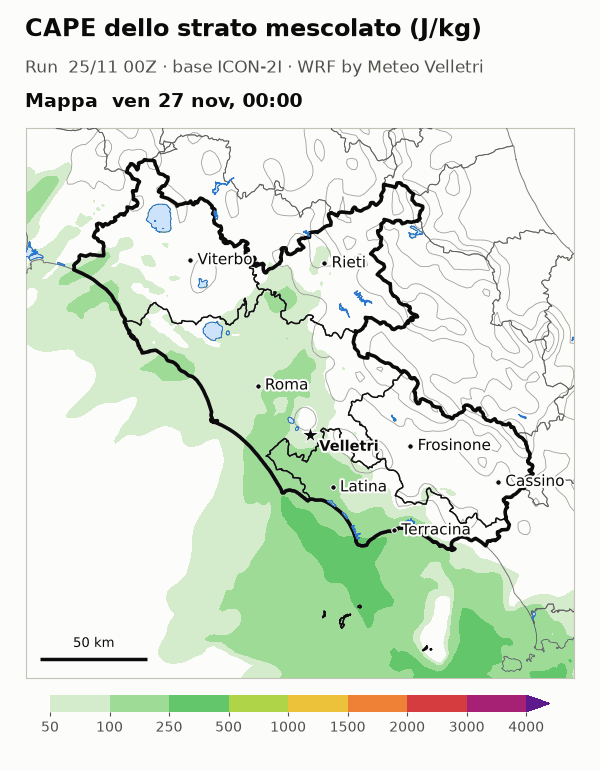 CAPE dello strato mescolato (J/kg)
Run  25/11 00Z · base ICON-2I · WRF by Meteo Velletri
Mappa  ven 27 nov, 00:00
Viterbo
Rieti
Roma
Velletri
Frosinone
Latina
Cassino
Terracina
50 km
50 100 250 500 1000 1500 2000 3000 4000